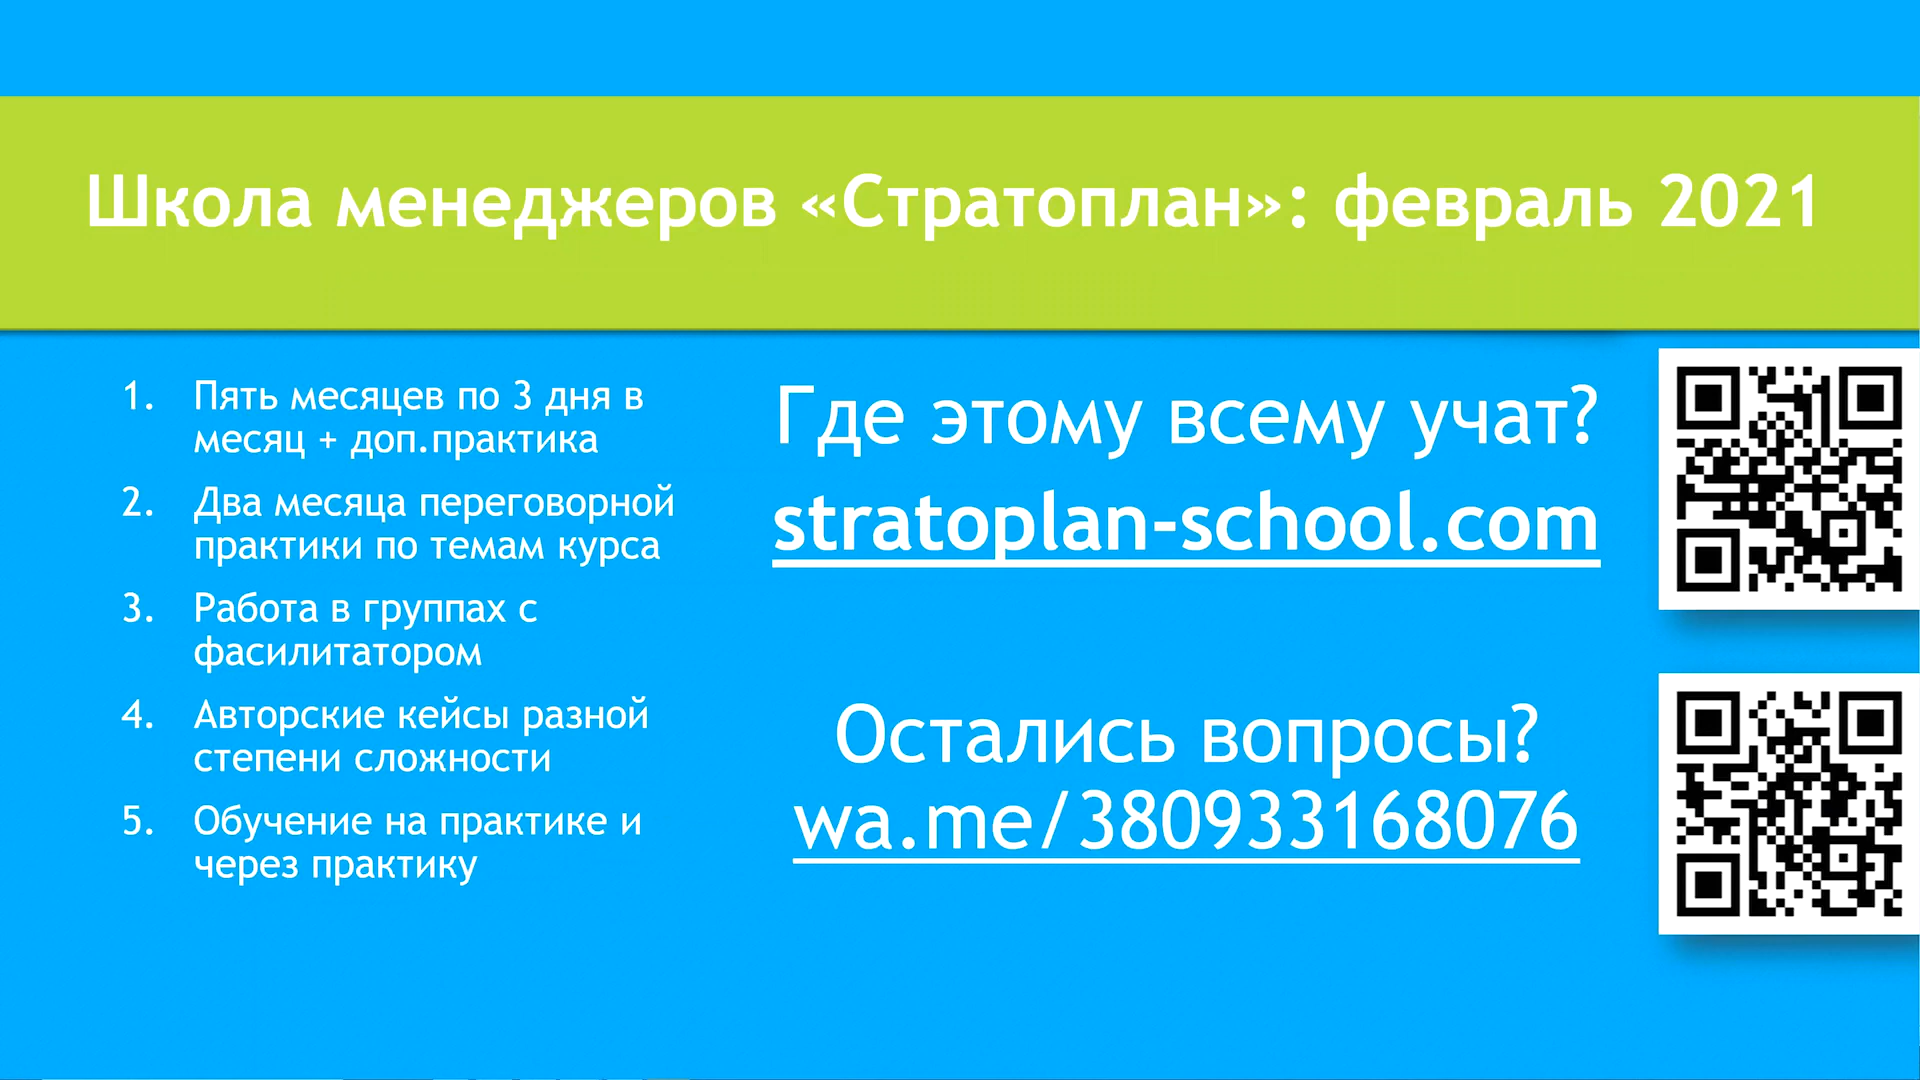 Школа менеджеров «Стратоплан»: февраль 2021
1. Пять месяцев по 3 дня в
месяц + доп.практика
2. Два месяца переговорной
практики по темам курса
3. Работа в группах с
фасилитатором
4. Авторские кейсы разной
степени сложности
5. Обучение на практике и
через практику
Где этому всему учат?
stratoplan-school.com
Остались вопросы?
wa.me/380933168076